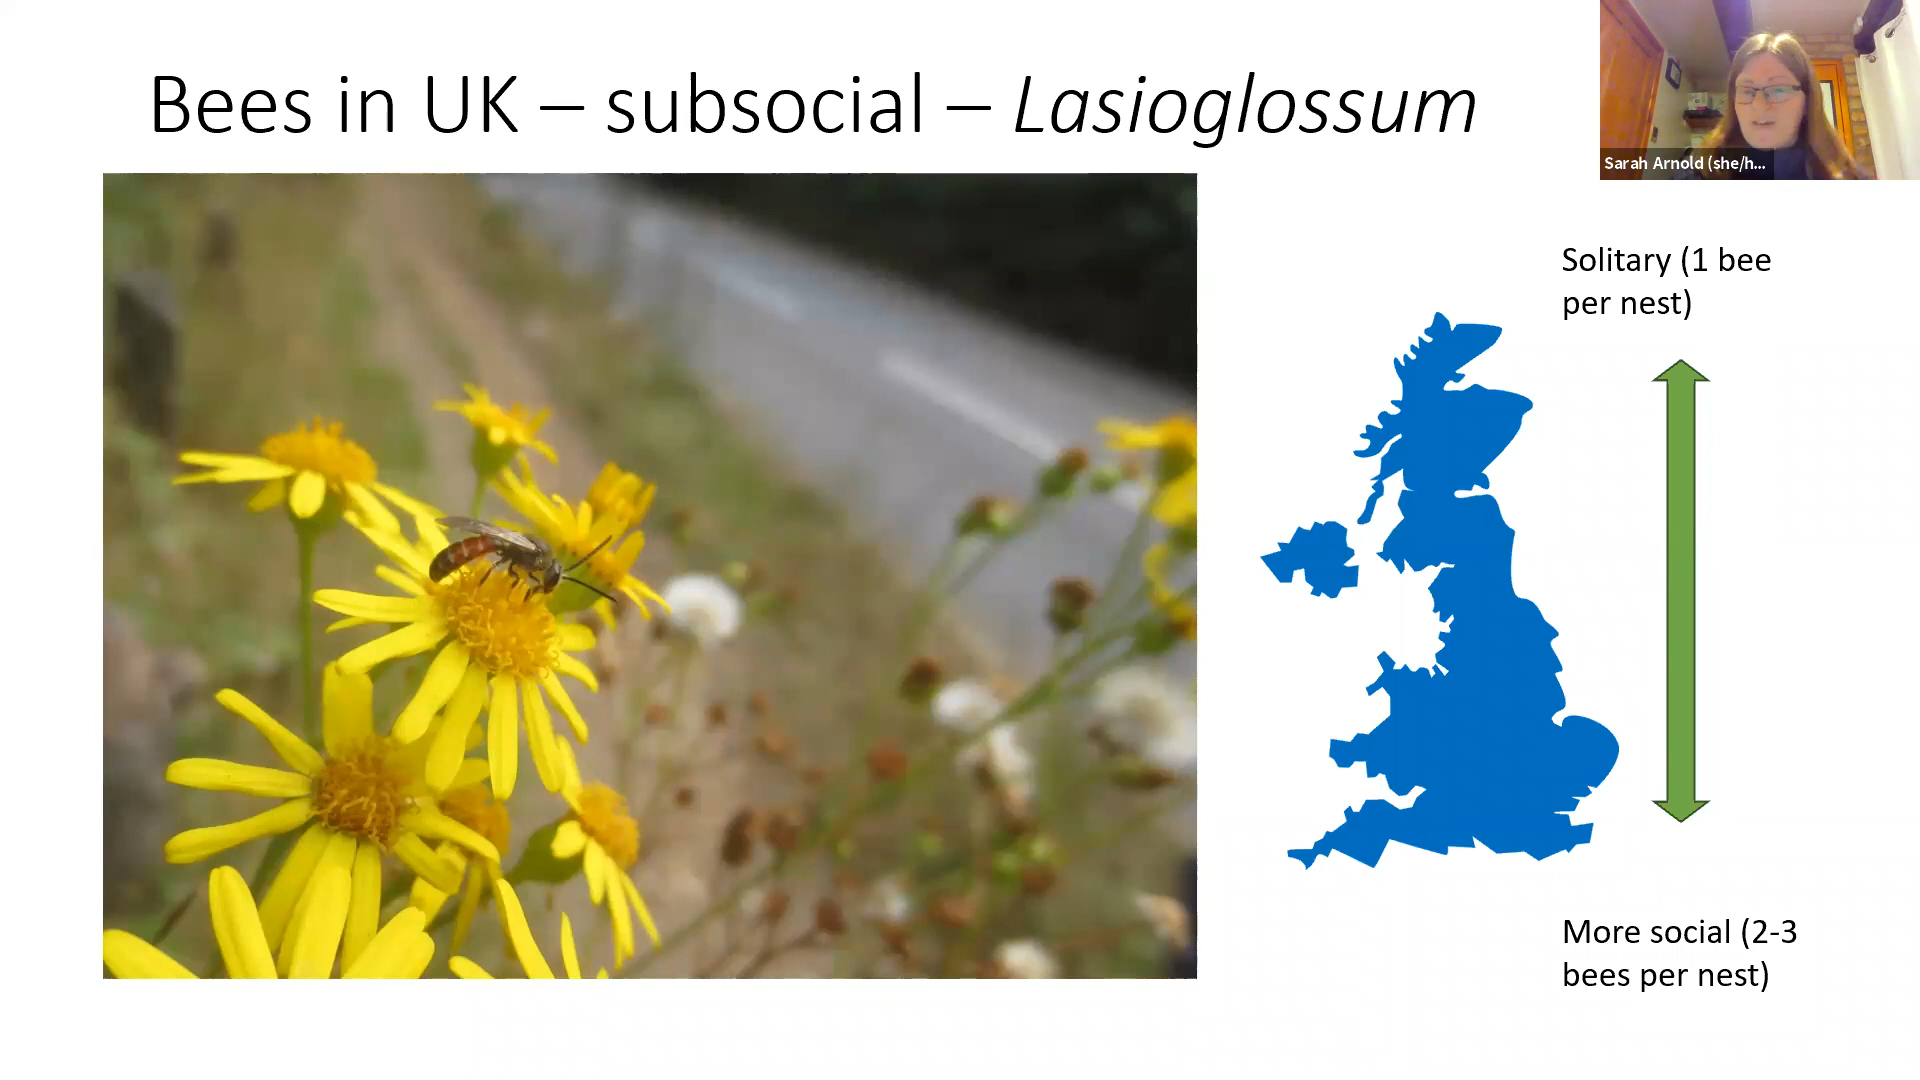 Bees in UK – subsocial – Lasioglossum
Sarah Arnold (she/h...
Solitary (1 bee
per nest)
More social (2-3
bees per nest)